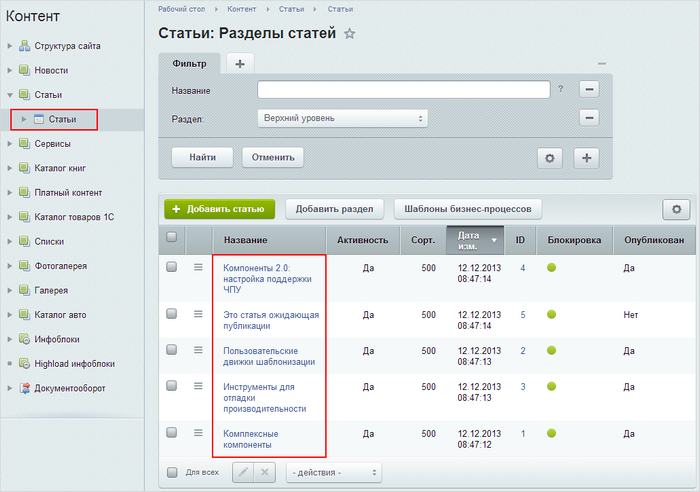 Контент
Структура сайта
Новости
Статьи
Статьи
Сервисы
Каталог книг
Платный контент
Каталог товаров 1С
Списки
Фотогалерея
Галерея
Каталог авто
Инфоблоки
Highload инфоблоки
Документооборот
Рабочий стол Контент Статьи Статьи
Статьи: Разделы статей
Фильтр
Название ?
Раздел: Верхний уровень
Найти Отменить
Добавить статью Добавить раздел Шаблоны бизнес-процессов
Название Активность Сорт. Дата изм. ID Блокировка Опубликован
Компоненты 2.0: Да 500 12.12.2013 4 Да
настройка поддержки 08:47:14
ЧПУ
Это статья ожидающая Да 500 12.12.2013 5 Нет
публикации 08:47:14
Пользовательские Да 500 12.12.2013 2 Да
движки шаблонизации 08:47:13
Инструменты для Да 500 12.12.2013 3 Да
отладки 08:47:13
производительности
Комплексные Да 500 12.12.2013 1 Да
компоненты 08:47:12
Для всех - действия -